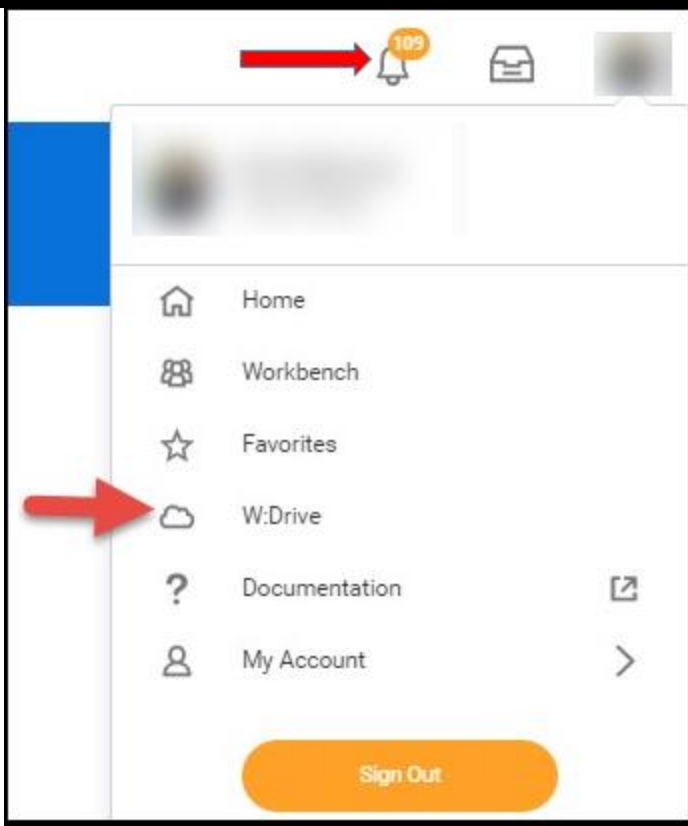 109
Home
Workbench
Favorites
W:Drive
Documentation
My Account
Sign Out